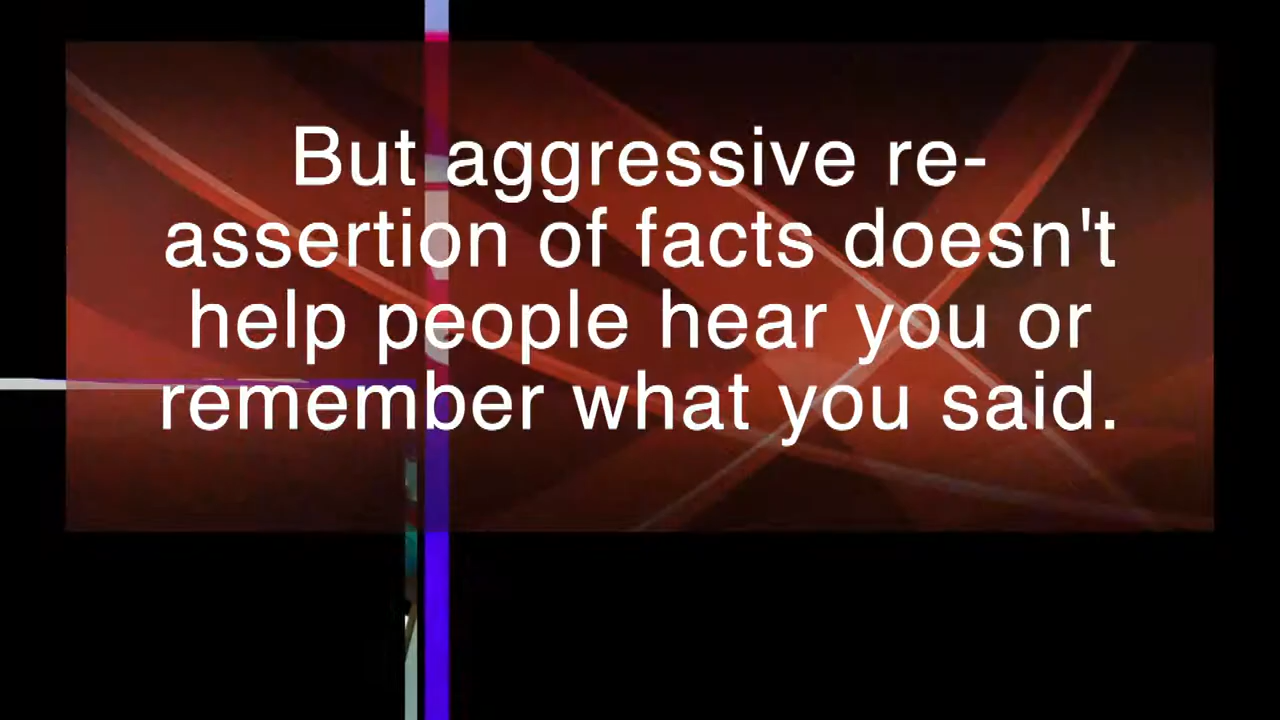 But aggressive re-
assertion of facts doesn't
help people hear you or
remember what you said.